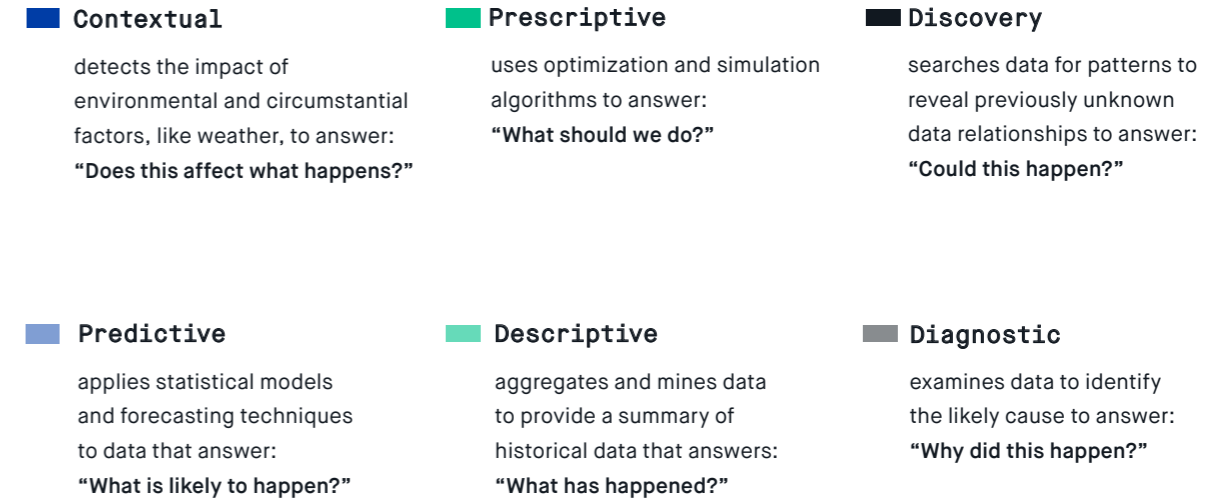 Contextual
detects the impact of
environmental and circumstantial
factors, like weather, to answer:
“Does this affect what happens?”
Prescriptive
uses optimization and simulation
algorithms to answer:
“What should we do?”
Discovery
searches data for patterns to
reveal previously unknown
data relationships to answer:
“Could this happen?”
Predictive
applies statistical models
and forecasting techniques
to data that answer:
“What is likely to happen?”
Descriptive
aggregates and mines data
to provide a summary of
historical data that answers:
“What has happened?”
Diagnostic
examines data to identify
the likely cause to answer:
“Why did this happen?”